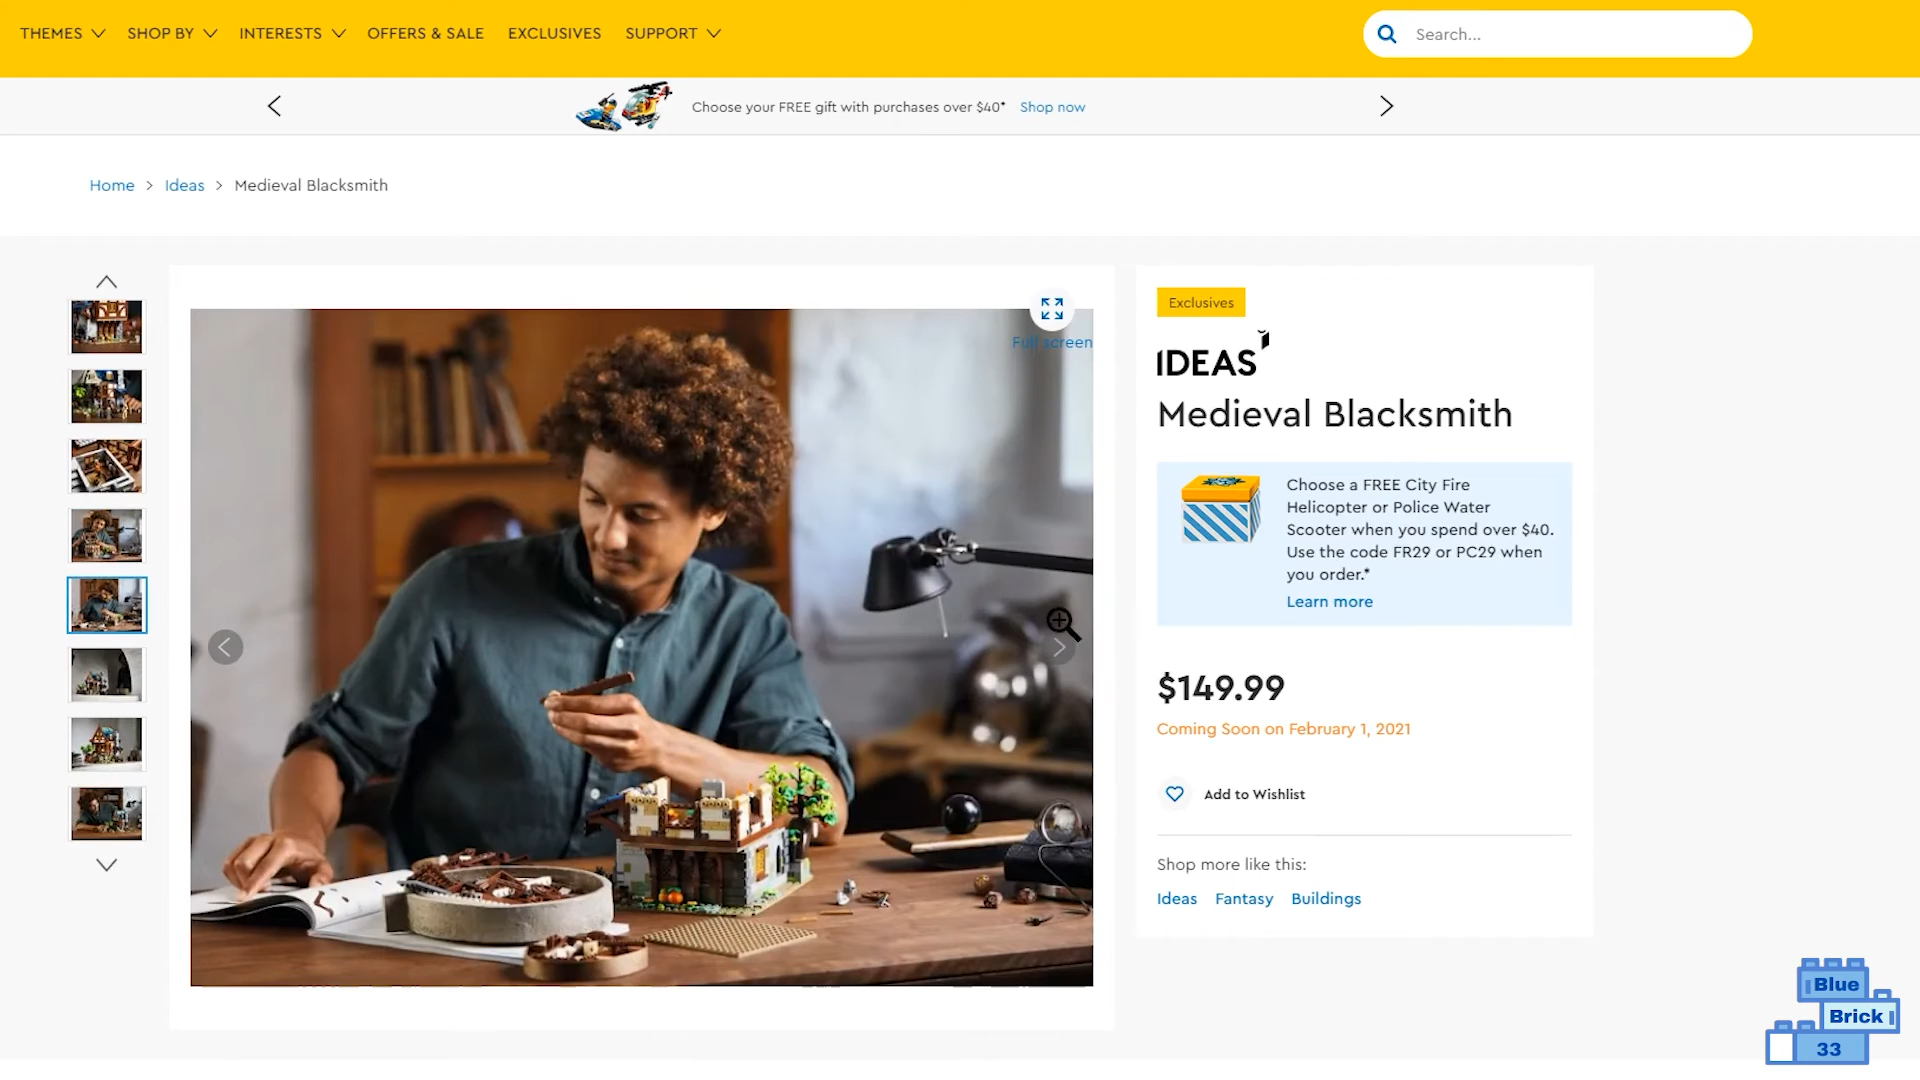 THEMES SHOP BY INTERESTS OFFERS & SALE EXCLUSIVES SUPPORT
Search...
Choose your FREE gift with purchases over $40* Shop now
Home > Ideas > Medieval Blacksmith
Full screen
Exclusives
IDEAS
Medieval Blacksmith
Choose a FREE City Fire
Helicopter or Police Water
Scooter when you spend over $40.
Use the code FR29 or PC29 when
you order.*
Learn more
$149.99
Coming Soon on February 1, 2021
Add to Wishlist
Shop more like this:
Ideas Fantasy Buildings
Blue
Brick
33